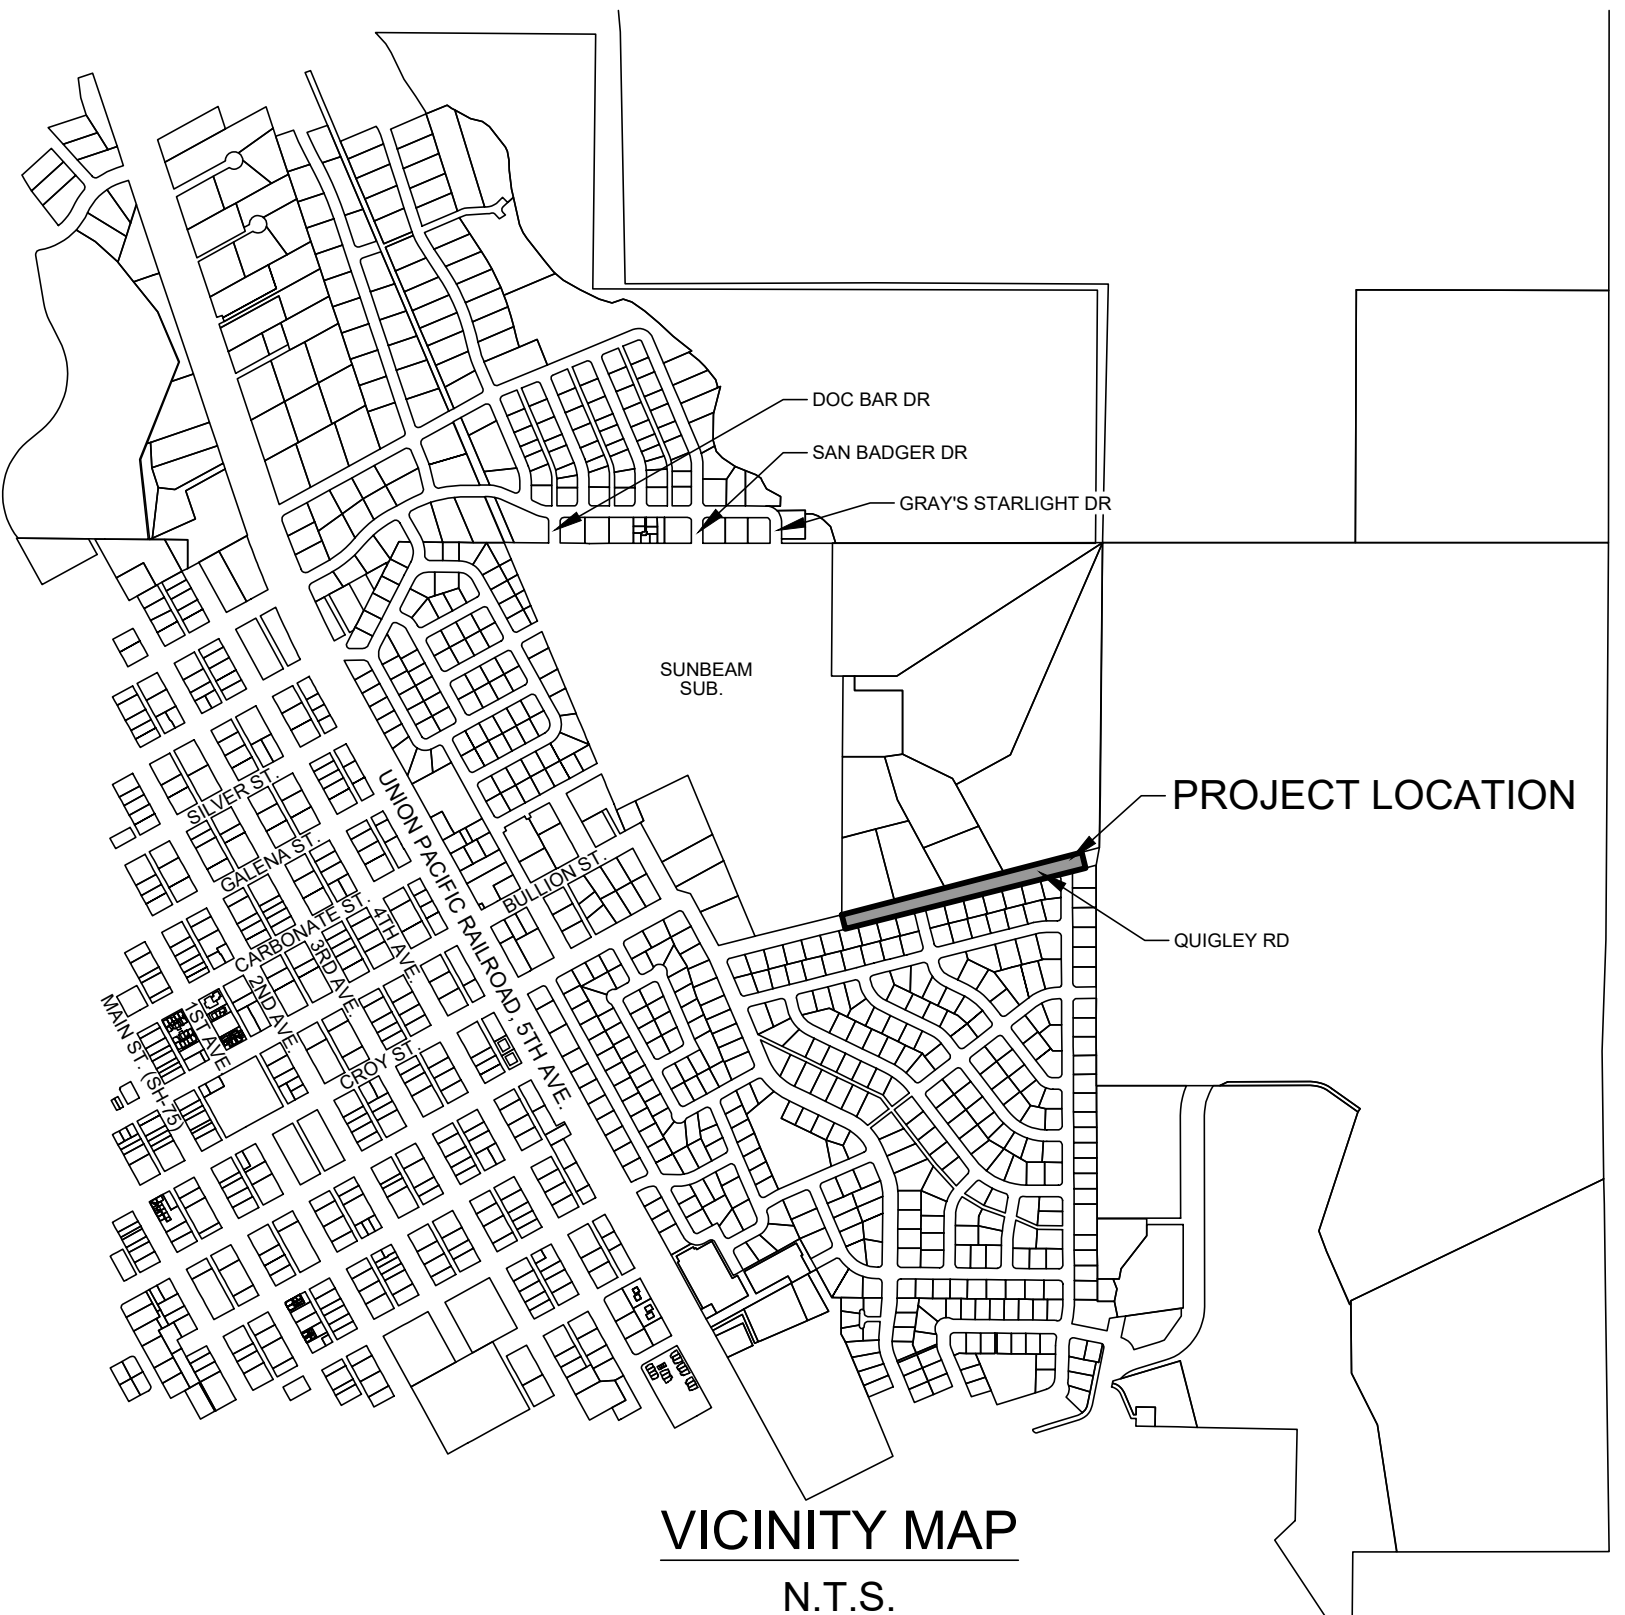 DOC BAR DR
SAN BADGER DR
GRAY'S STARLIGHT DR
SUNBEAM
SUB.
PROJECT LOCATION
SILVER ST.
UNION PACIFIC RAILROAD, 5TH AVE.
GALENA ST.
BULLION ST.
CARBONATE ST.
4TH AVE.
3RD AVE.
QUIGLEY RD
2ND AVE.
1ST AVE
MAIN ST. (SH-75)
CROY ST.
VICINITY MAP
N.T.S.